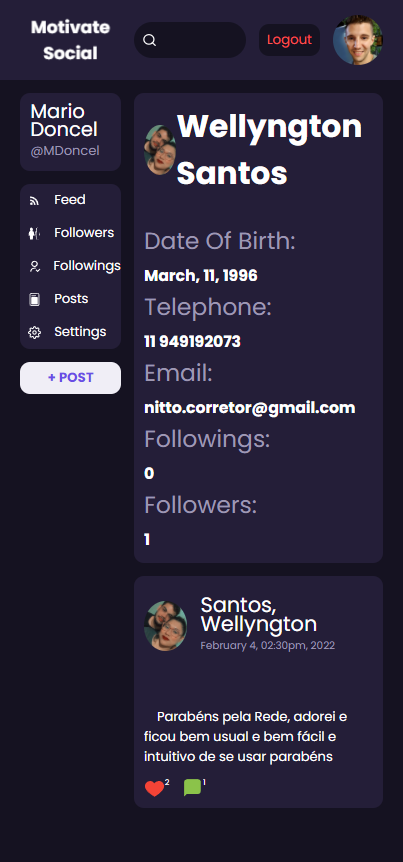 Motivate
Social
Logout
Mario
Doncel
@MDoncel
Feed
Followers
Followings
Posts
Settings
+ POST
Wellyngton
Santos
Date Of Birth:
March, 11, 1996
Telephone:
11 949192073
Email:
nitto.corretor@gmail.com
Followings:
0
Followers:
1
Santos,
Wellyngton
February 4, 02:30pm, 2022
Parabéns pela Rede, adorei e
ficou bem usual e bem fácil e
intuitivo de se usar parabéns
2
1